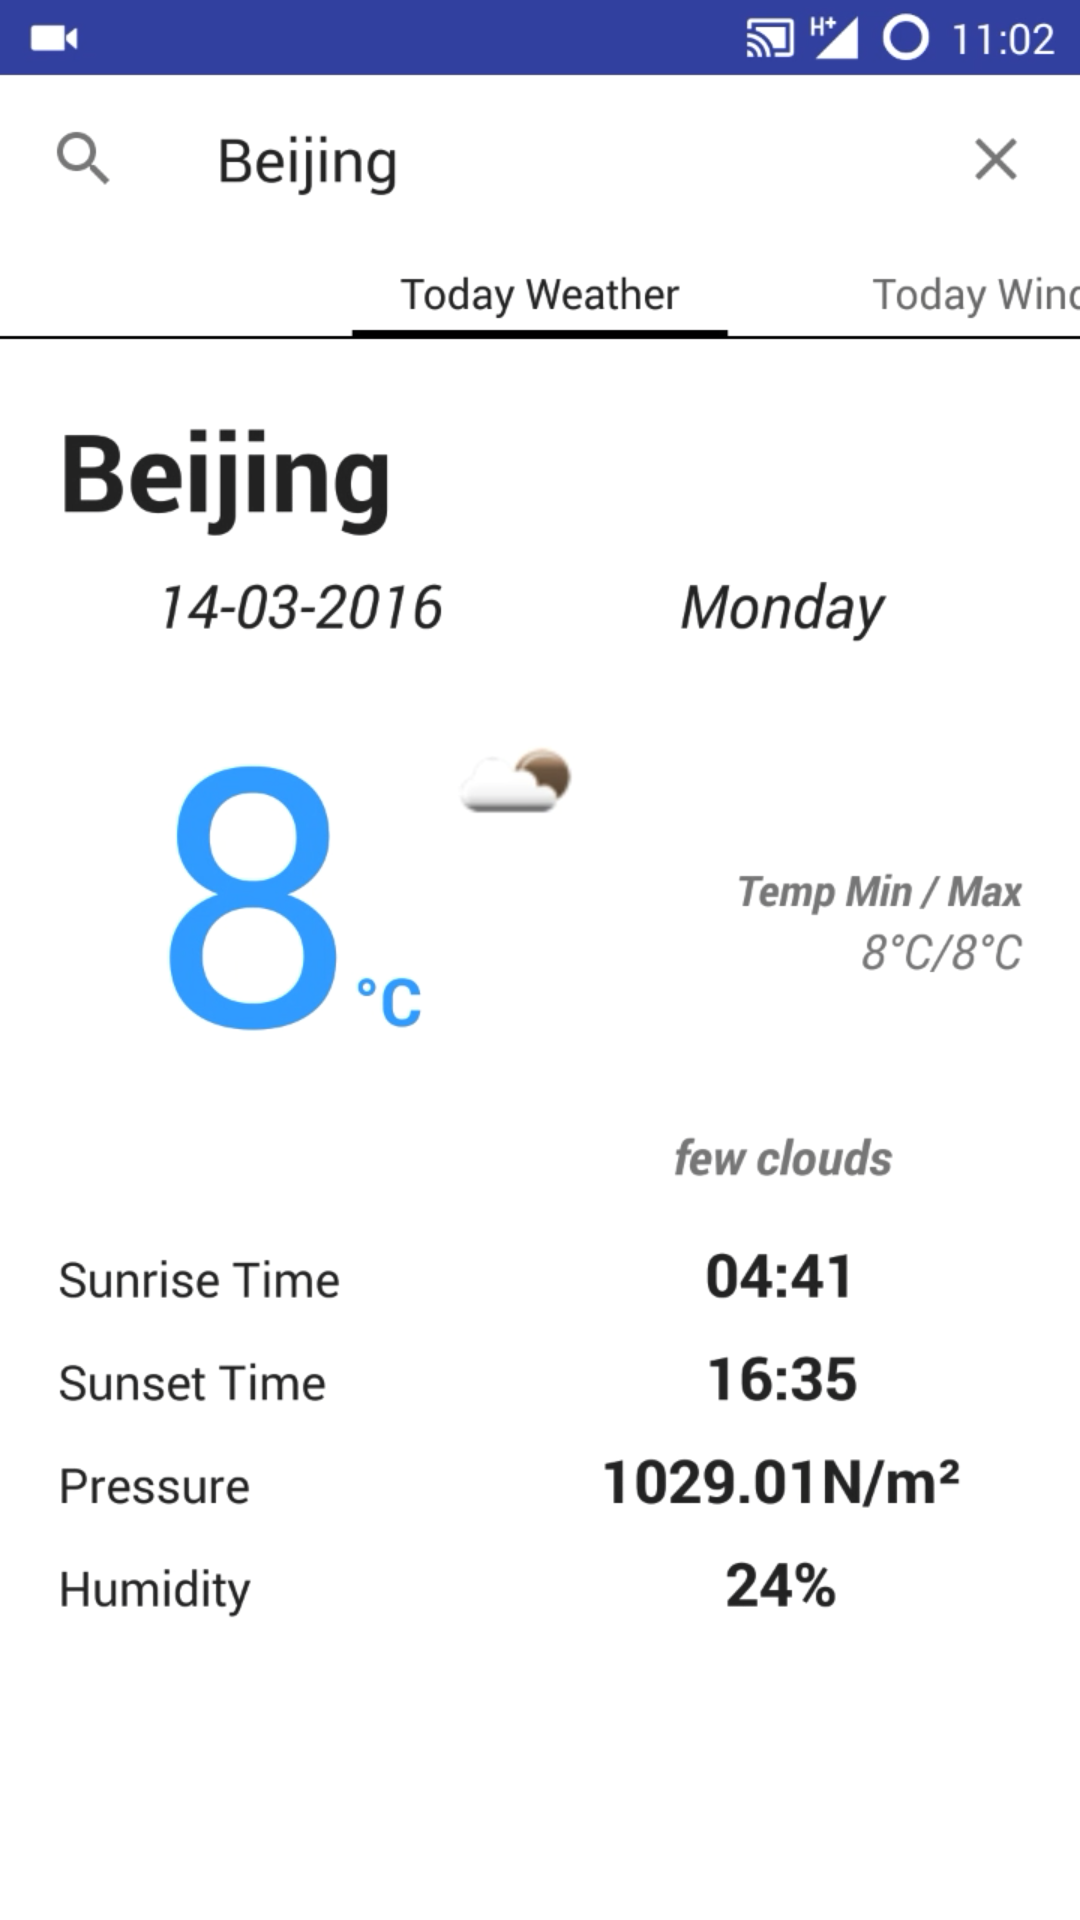 H+ 11:02
Beijing
Today Weather Today Wind
Beijing
14-03-2016 Monday
8 °C
Temp Min / Max
8°C/8°C
few clouds
Sunrise Time 04:41
Sunset Time 16:35
Pressure 1029.01N/m²
Humidity 24%